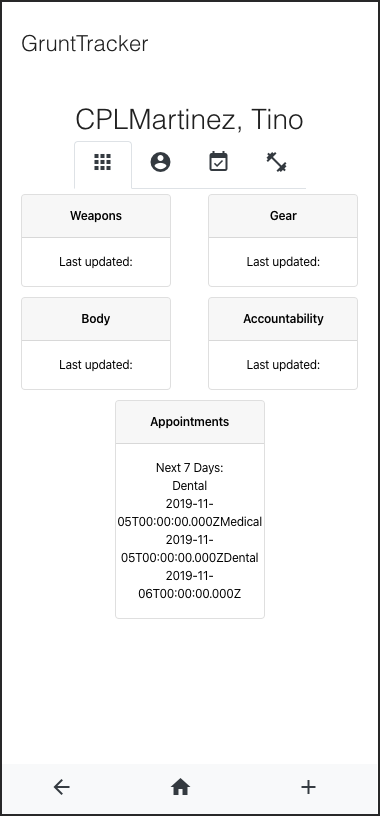 GruntTracker
CPLMartinez, Tino
Weapons
Gear
Last updated:
Last updated:
Body
Accountability
Last updated:
Last updated:
Appointments
Next 7 Days:
Dental
2019-11-
05T00:00:00.000ZMedical
2019-11-
05T00:00:00.000ZDental
2019-11-
06T00:00:00.000Z